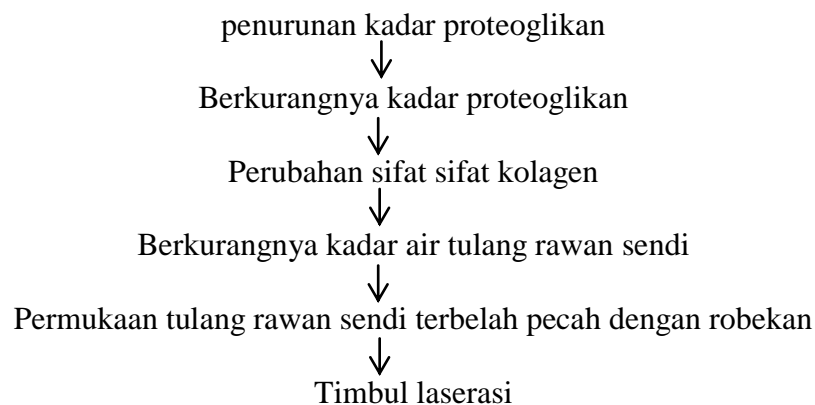 penurunan kadar proteoglikan
Berkurangnya kadar proteoglikan
Perubahan sifat sifat kolagen
Berkurangnya kadar air tulang rawan sendi
Permukaan tulang rawan sendi terbelah pecah dengan robekan
Timbul laserasi